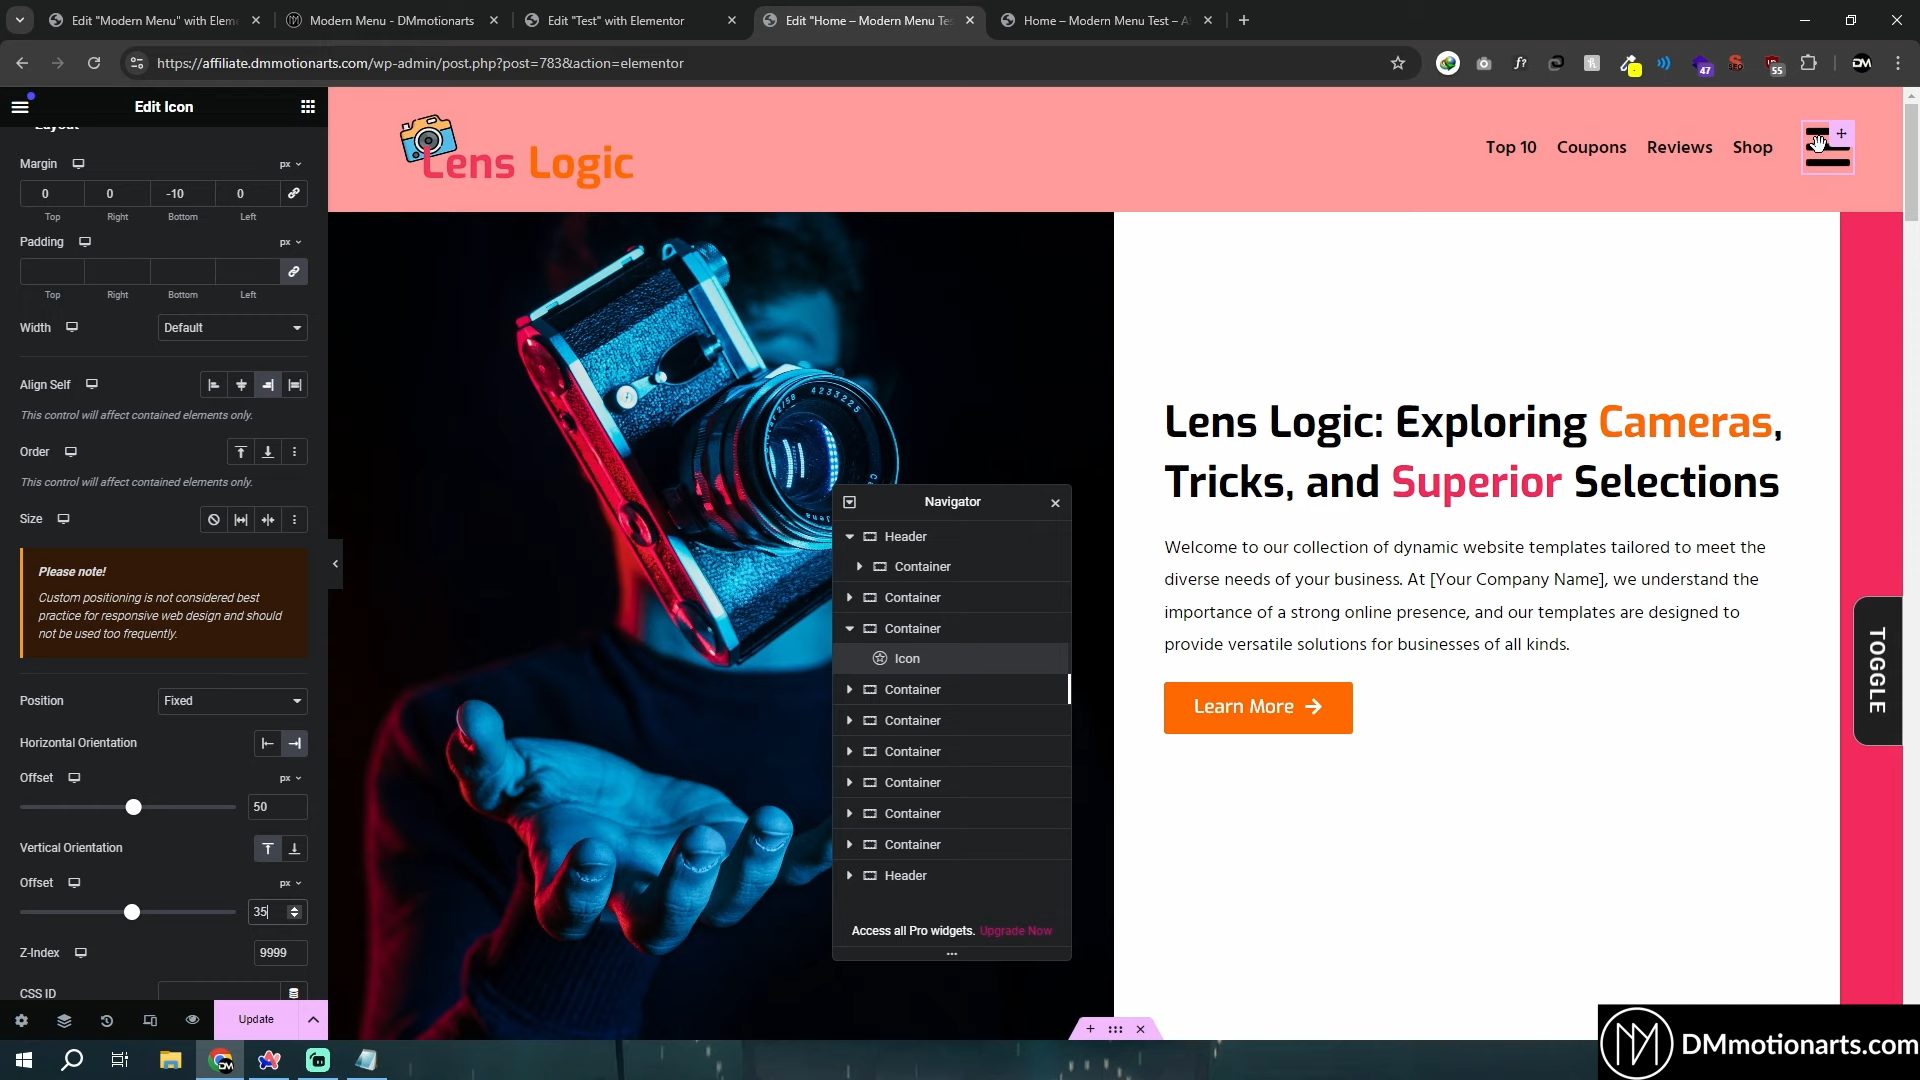 Edit "Modern Menu" with Elem
Modern Menu - DMmotionarts
Edit "Test" with Elementor
Edit "Home – Modern Menu Te
Home – Modern Menu Test – A
https://affiliate.dmmotionarts.com/wp-admin/post.php?post=783&action=elementor
47
55
Edit Icon
Layout
Margin
px
0
0
-10
0
Top
Right
Bottom
Left
Padding
px
Top
Right
Bottom
Left
Width
Default
Align Self
This control will affect contained elements only.
Order
This control will affect contained elements only.
Size
Please note!
Custom positioning is not considered best
practice for responsive web design and should
not be used too frequently.
Position
Fixed
Horizontal Orientation
Offset
px
50
Vertical Orientation
Offset
px
35
Z-Index
9999
CSS ID
Update
Lens Logic
Top 10
Coupons
Reviews
Shop
Lens Logic: Exploring Cameras,
Tricks, and Superior Selections
Welcome to our collection of dynamic website templates tailored to meet the
diverse needs of your business. At [Your Company Name], we understand the
importance of a strong online presence, and our templates are designed to
provide versatile solutions for businesses of all kinds.
Learn More
TOGGLE
4233225
Navigator
Header
Container
Container
Container
Icon
Container
Container
Container
Container
Container
Container
Header
Access all Pro widgets. Upgrade Now
DMmotionarts.com